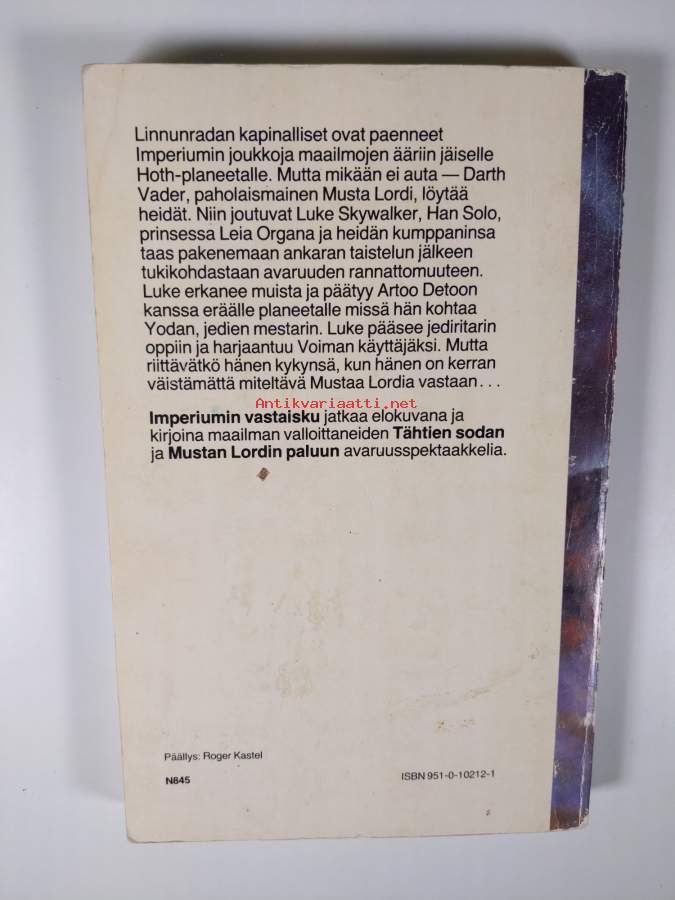 Linnunradan kapinalliset ovat paenneet
Imperiumin joukkoja maailmojen ääriin jäiselle
Hoth-planeetalle. Mutta mikään ei auta — Darth
Vader, paholaismainen Musta Lordi, löytää
heidät. Niin joutuvat Luke Skywalker, Han Solo,
prinsessa Leia Organa ja heidän kumppaninsa
taas pakenemaan ankaran taistelun jälkeen
tukikohdastaan avaruuden rannattomuuteen.
Luke erkanee muista ja päätyy Artoo Detoon
kanssa eräälle planeetalle missä hän kohtaa
Yodan, jedien mestarin. Luke pääsee jediritarin
oppiin ja harjaantuu Voiman käyttäjäksi. Mutta
riittävätkö hänen kykynsä, kun hänen on kerran
väistämättä miteltävä Mustaa Lordia vastaan...
Antikvariaatti.net
Imperiumin vastaisku jatkaa elokuvana ja
kirjoina maailman valloittaneiden Tähtien sodan
ja Mustan Lordin paluun avaruusspektaakkelia.
Päällys: Roger Kastel
N845
ISBN 951-0-10212-1